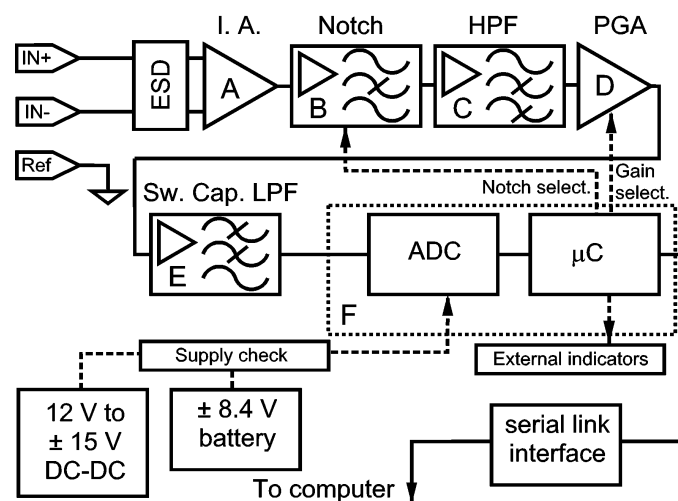 I. A.
Notch
HPF
PGA
IN+
ESD
A
B
C
D
IN-
Ref
Notch select.
Gain
select.
Sw. Cap. LPF
E
ADC
µC
F
Supply check
External indicators
12 V to
± 15 V
DC-DC
± 8.4 V
battery
serial link
interface
To computer